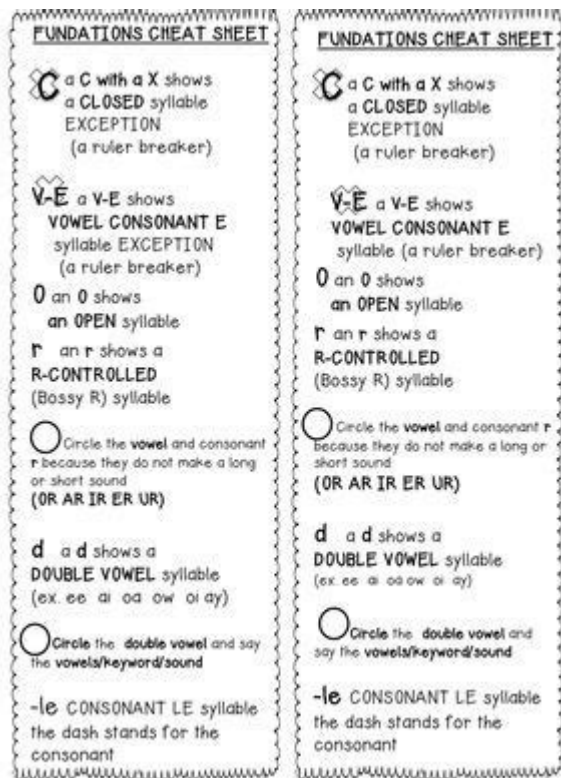 FUNDATIONS CHEAT SHEET
C a C with a X shows
a CLOSED syllable
EXCEPTION
(a ruler breaker)
V-E a V-E shows
VOWEL CONSONANT E
syllable EXCEPTION
(a ruler breaker)
O an O shows
an OPEN syllable
r an r shows a
R-CONTROLLED
(Bossy R) syllable
Circle the vowel and consonant
r because they do not make a long
or short sound
(OR AR IR ER UR)
d a d shows a
DOUBLE VOWEL syllable
(ex. ee ai oa ow oi ay)
Circle the double vowel and say
the vowels/keyword/sound
-le CONSONANT LE syllable
the dash stands for the
consonant
FUNDATIONS CHEAT SHEET
C a C with a X shows
a CLOSED syllable
EXCEPTION
(a ruler breaker)
V-E a V-E shows
VOWEL CONSONANT E
syllable (a ruler breaker)
O an O shows
an OPEN syllable
r an r shows a
R-CONTROLLED
(Bossy R) syllable
Circle the vowel and consonant r
because they do not make a long or
short sound
(OR AR IR ER UR)
d a d shows a
DOUBLE VOWEL syllable
(ex. ee ai oa ow oi ay)
Circle the double vowel and
say the vowels/keyword/sound
-le CONSONANT LE syllable
the dash stands for the
consonant